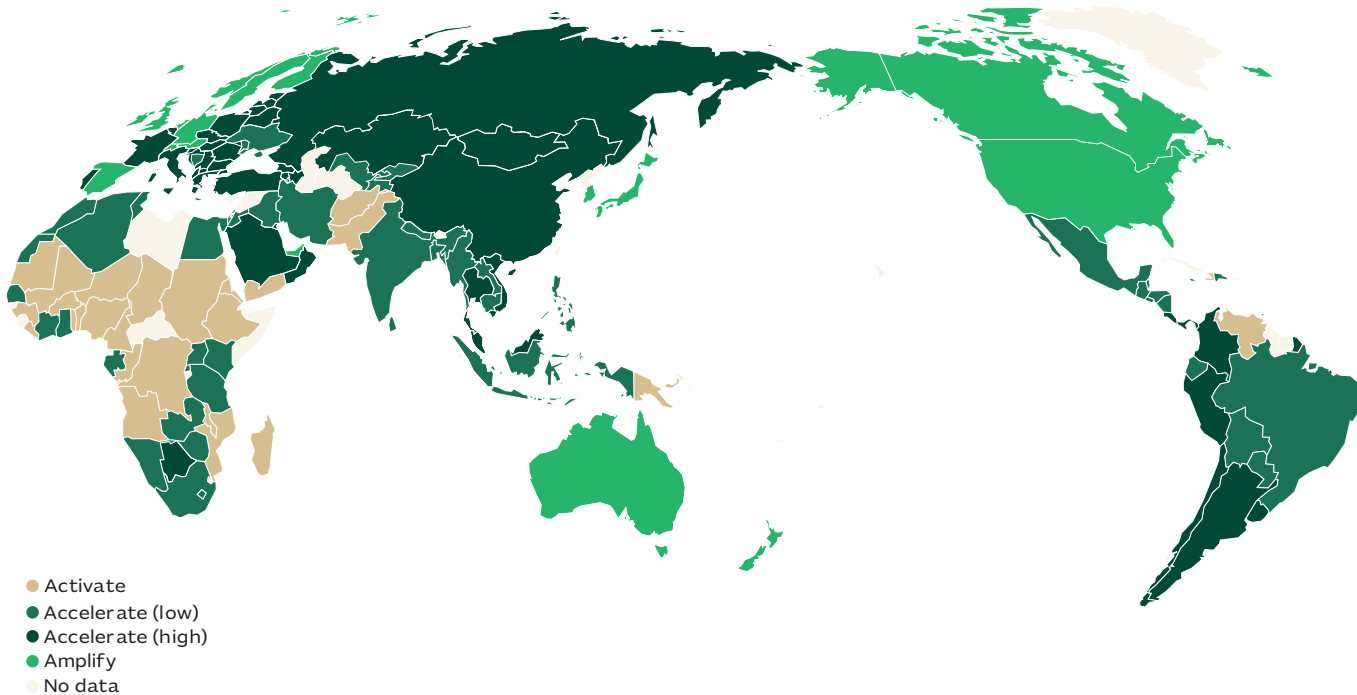 Activate
Accelerate (low)
Accelerate (high)
Amplify
No data